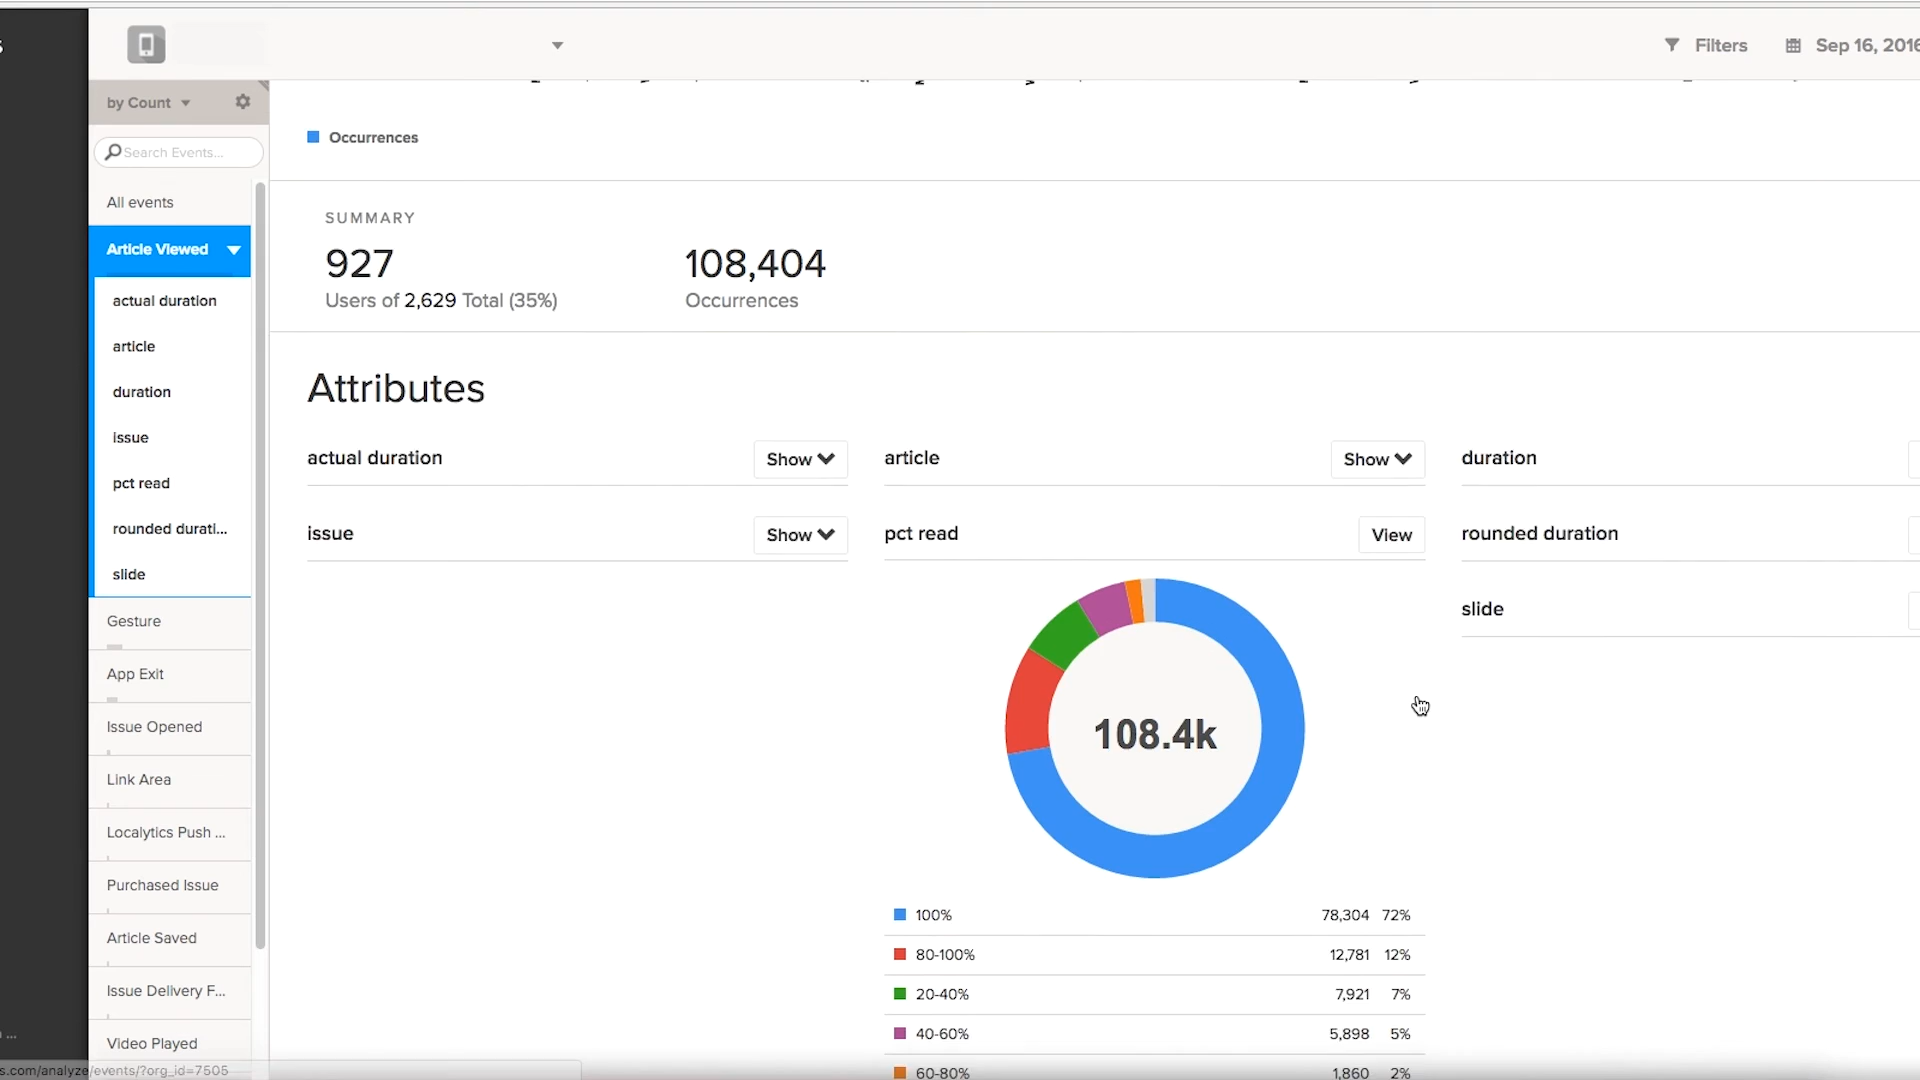 Filters
Sep 16, 2016
by Count
Search Events...
All events
Article Viewed
actual duration
article
duration
issue
pct read
rounded durati...
slide
Gesture
App Exit
Issue Opened
Link Area
Localytics Push ...
Purchased Issue
Article Saved
Issue Delivery F...
Video Played
s.com/analyze/events/?org_id=7505
Occurrences
SUMMARY
927
Users of 2,629 Total (35%)
108,404
Occurrences
Attributes
actual duration Show
article Show
duration
issue Show
pct read View
rounded duration
slide
108.4k
100% 78,304 72%
80-100% 12,781 12%
20-40% 7,921 7%
40-60% 5,898 5%
60-80% 1,860 2%